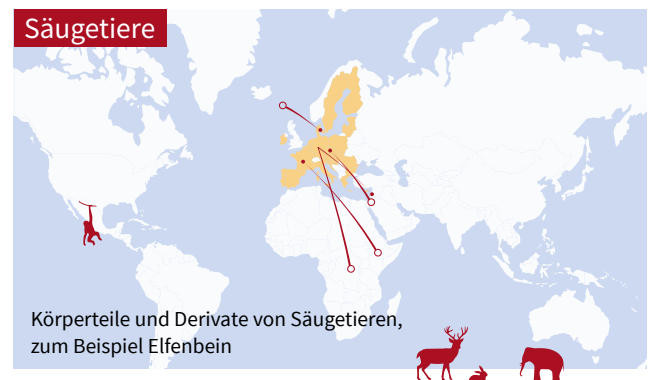 Säugetiere
Körperteile und Derivate von Säugetieren,
zum Beispiel Elfenbein